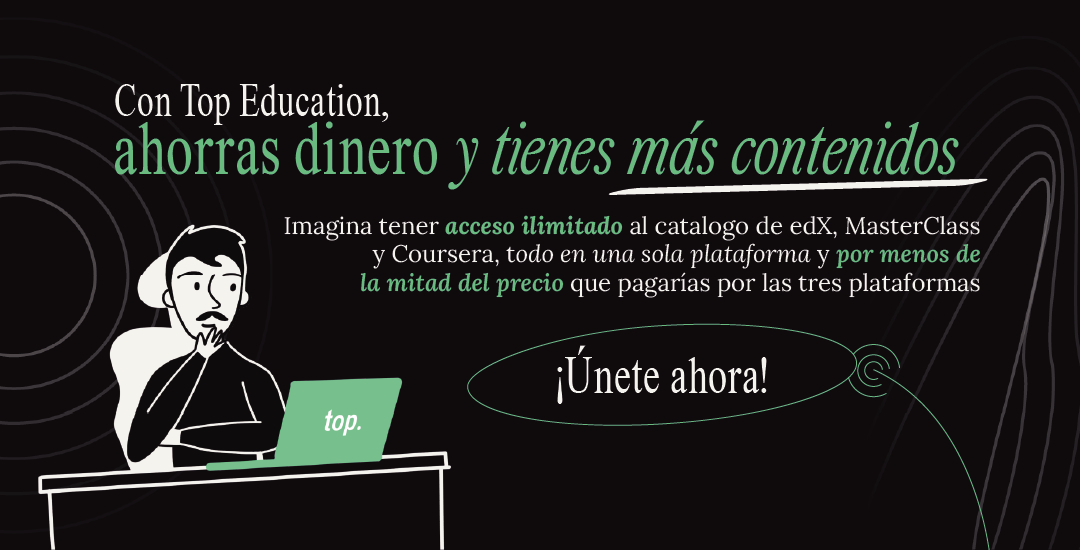 Con Top Education,
ahorras dinero y tienes más contenidos
Imagina tener acceso ilimitado al catalogo de edX, MasterClass
y Coursera, todo en una sola plataforma y por menos de
la mitad del precio que pagarías por las tres plataformas
¡Únete ahora!
top.